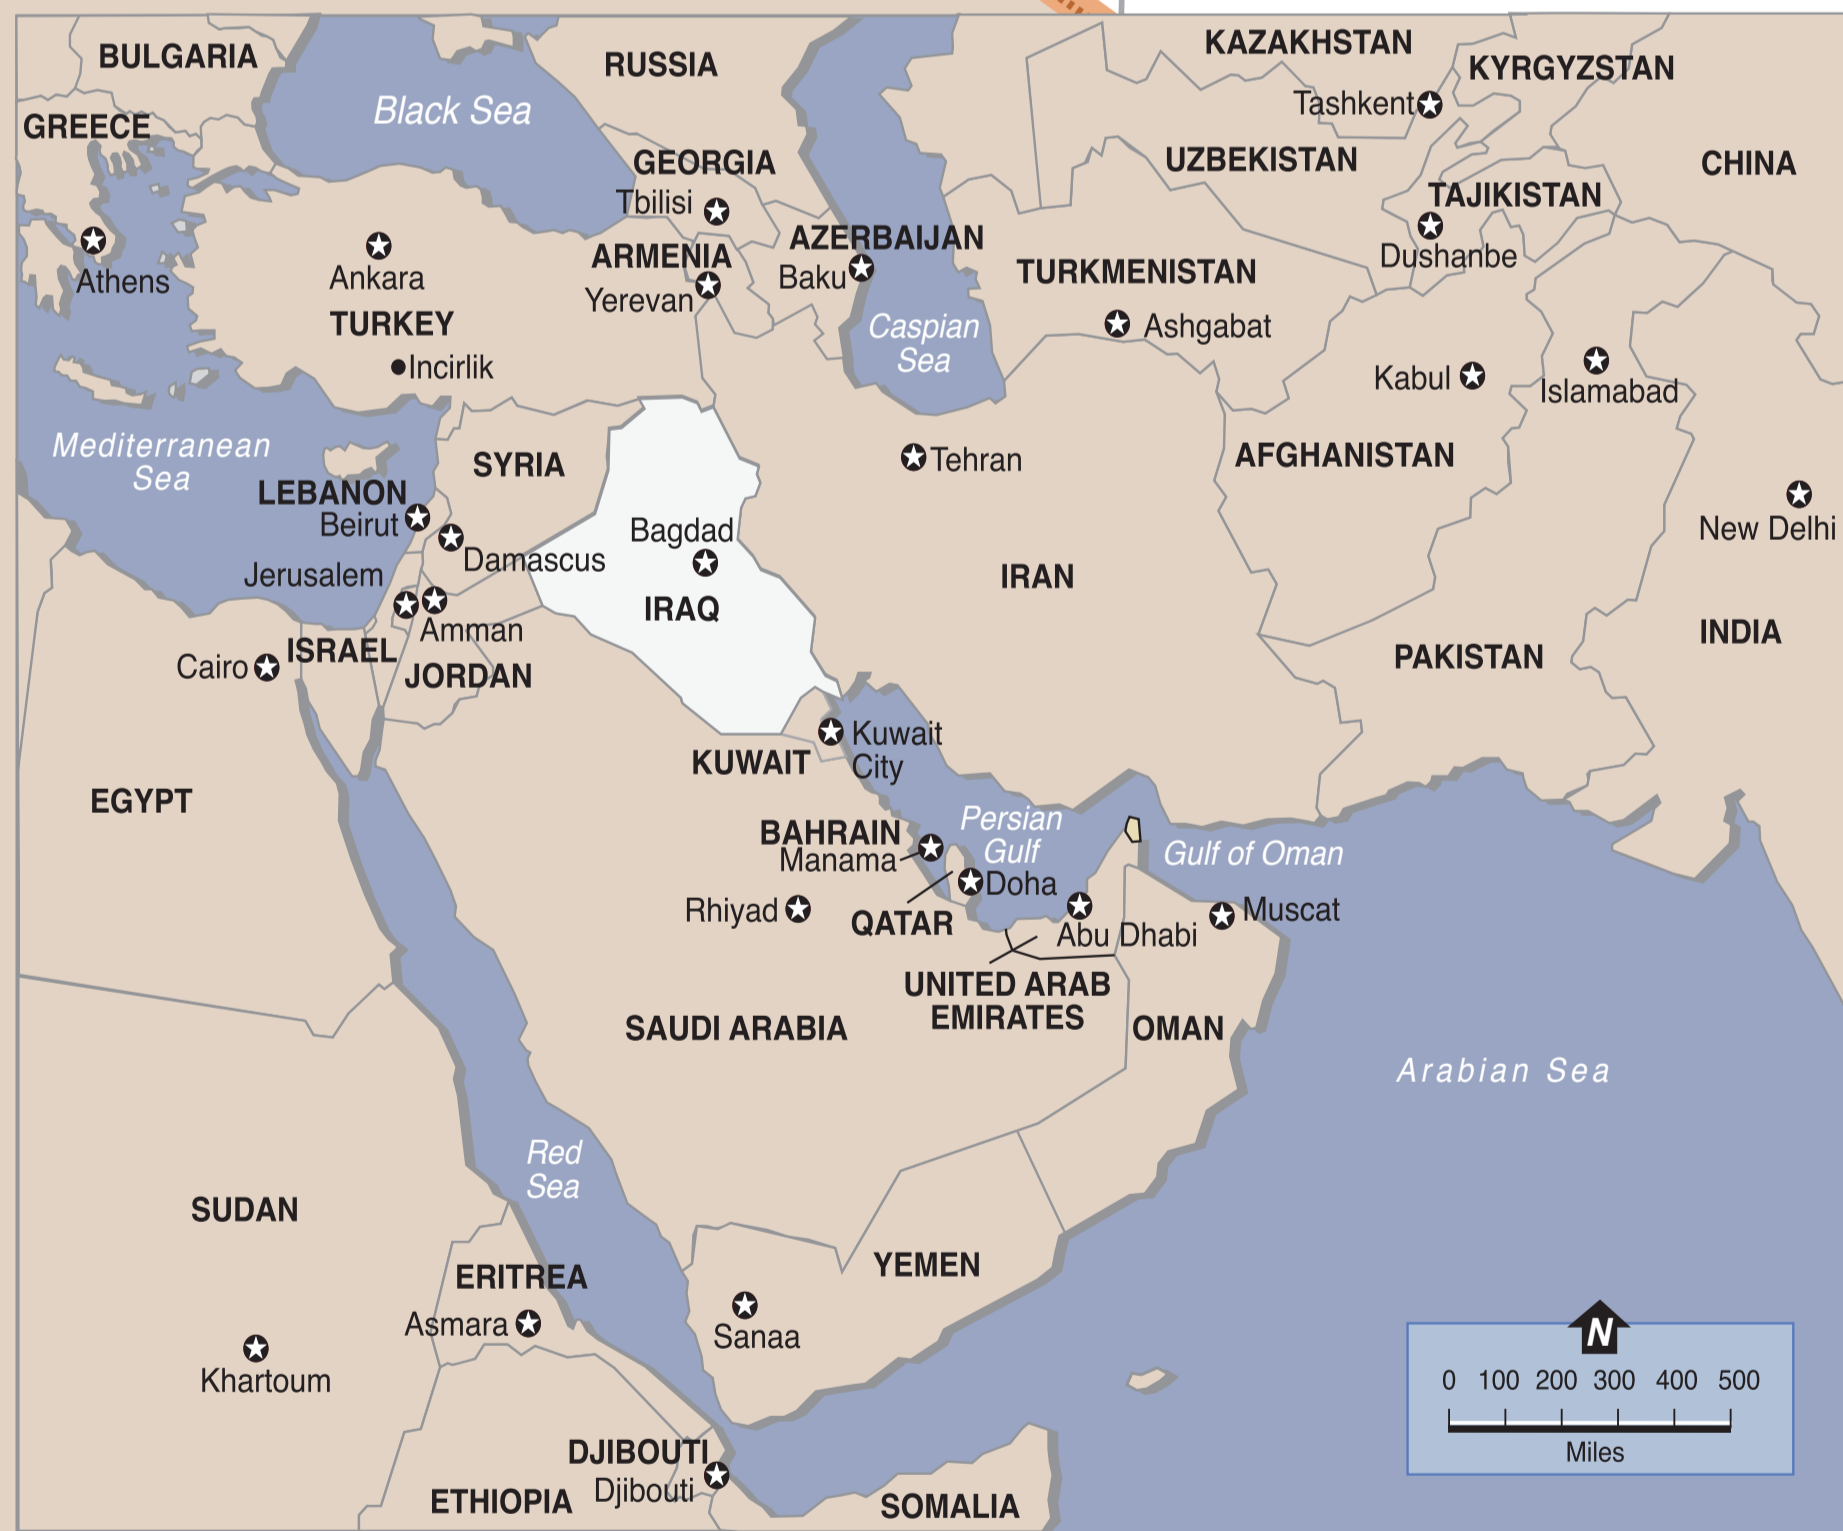 BULGARIA
RUSSIA
KAZAKHSTAN
KYRGYZSTAN
Black Sea
Tashkent
GREECE
GEORGIA
UZBEKISTAN
CHINA
Tbilisi
TAJIKISTAN
AZERBAIJAN
ARMENIA
Dushanbe
Athens
Ankara
Baku
TURKMENISTAN
Yerevan
TURKEY
Caspian
Sea
Ashgabat
Incirlik
Kabul
Islamabad
Mediterranean
Sea
SYRIA
Tehran
AFGHANISTAN
LEBANON
Beirut
Bagdad
New Delhi
Damascus
Jerusalem
IRAN
IRAQ
Amman
ISRAEL
INDIA
Cairo
JORDAN
PAKISTAN
Kuwait
City
KUWAIT
EGYPT
Persian
Gulf
BAHRAIN
Manama
Gulf of Oman
Doha
Rhiyad
QATAR
Muscat
Abu Dhabi
UNITED ARAB
EMIRATES
SAUDI ARABIA
OMAN
Arabian Sea
Red
Sea
SUDAN
YEMEN
ERITREA
Asmara
Sanaa
Khartoum
N
0 100 200 300 400 500
Miles
DJIBOUTI
Djibouti
ETHIOPIA
SOMALIA